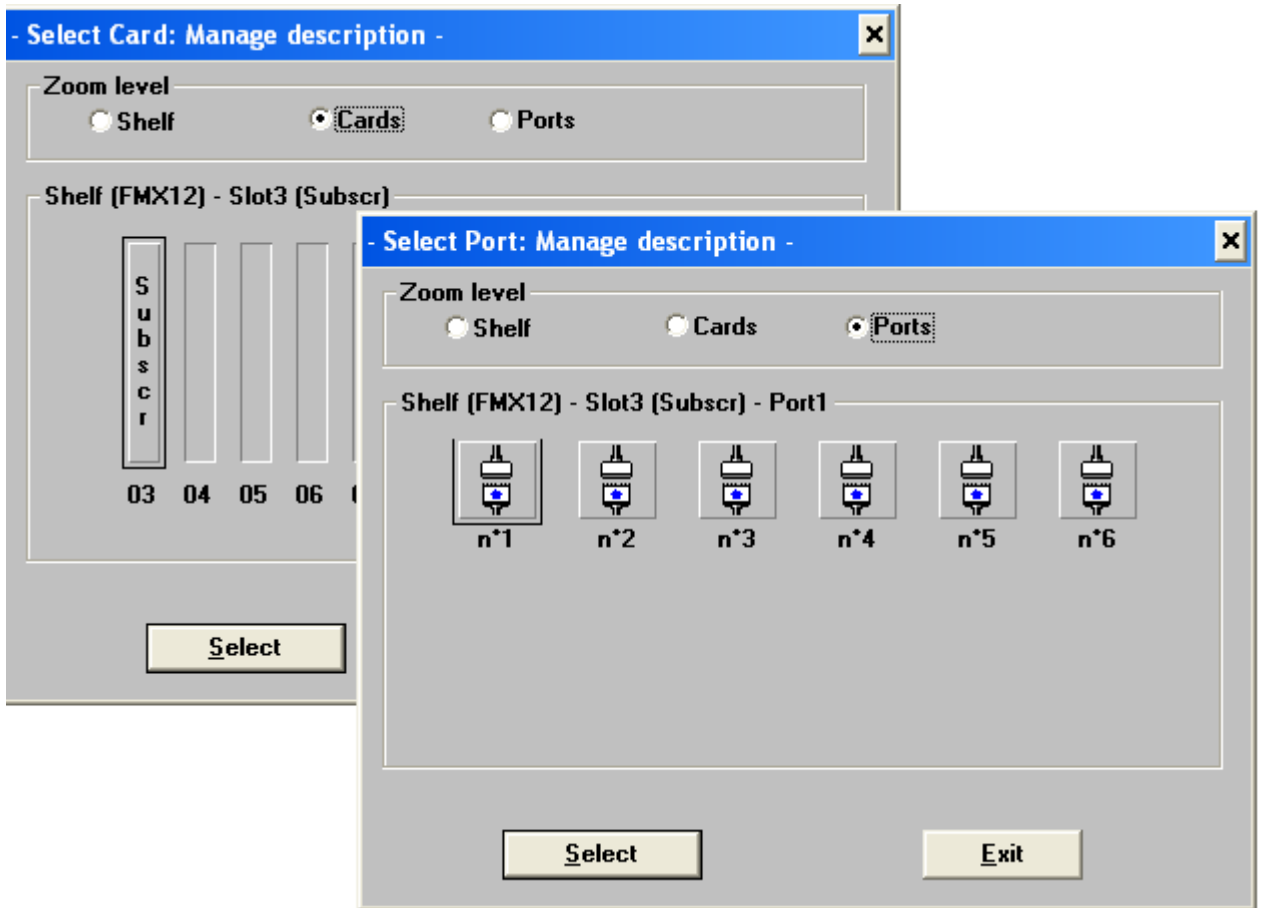 - Select Card: Manage description -
Zoom level
Shelf Cards Ports
Shelf (FMX12) - Slot3 (Subscr)
Subscr
03 04 05 06
Select
- Select Port: Manage description -
Zoom level
Shelf Cards Ports
Shelf (FMX12) - Slot3 (Subscr) - Port1
n°1 n°2 n°3 n°4 n°5 n°6
Select Exit